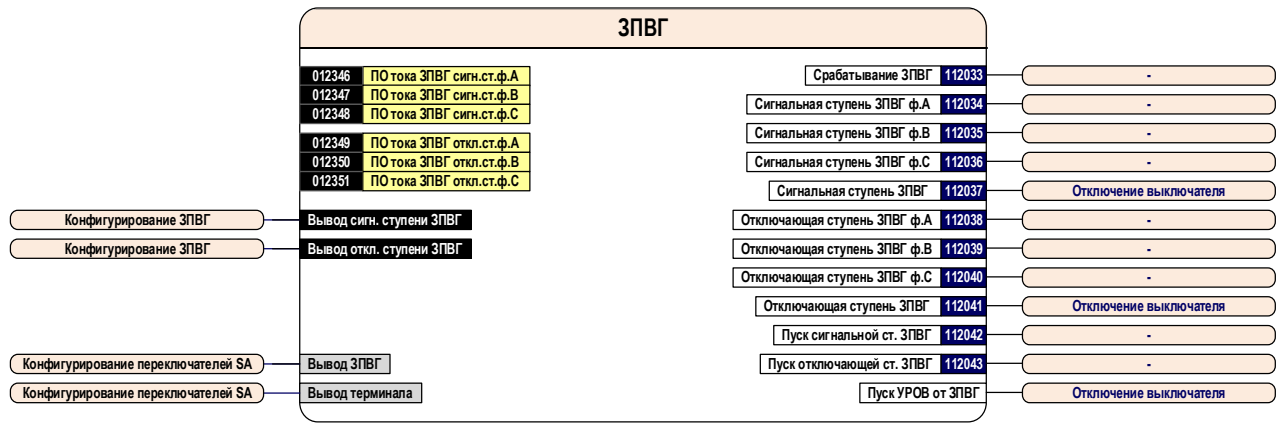 ЗПВГ
012346 ПО тока ЗПВГ сигн.ст.ф.А
012347 ПО тока ЗПВГ сигн.ст.ф.В
012348 ПО тока ЗПВГ сигн.ст.ф.С
012349 ПО тока ЗПВГ откл.ст.ф.А
012350 ПО тока ЗПВГ откл.ст.ф.В
012351 ПО тока ЗПВГ откл.ст.ф.С
Конфигурирование ЗПВГ Вывод сигн. ступени ЗПВГ
Конфигурирование ЗПВГ Вывод откл. ступени ЗПВГ
Конфигурирование переключателей SA Вывод ЗПВГ
Конфигурирование переключателей SA Вывод терминала
Срабатывание ЗПВГ 112033 -
Сигнальная ступень ЗПВГ ф.А 112034 -
Сигнальная ступень ЗПВГ ф.В 112035 -
Сигнальная ступень ЗПВГ ф.С 112036 -
Сигнальная ступень ЗПВГ 112037 Отключение выключателя
Отключающая ступень ЗПВГ ф.А 112038 -
Отключающая ступень ЗПВГ ф.В 112039 -
Отключающая ступень ЗПВГ ф.С 112040 -
Отключающая ступень ЗПВГ 112041 Отключение выключателя
Пуск сигнальной ст. ЗПВГ 112042 -
Пуск отключающей ст. ЗПВГ 112043 -
Пуск УРОВ от ЗПВГ Отключение выключателя